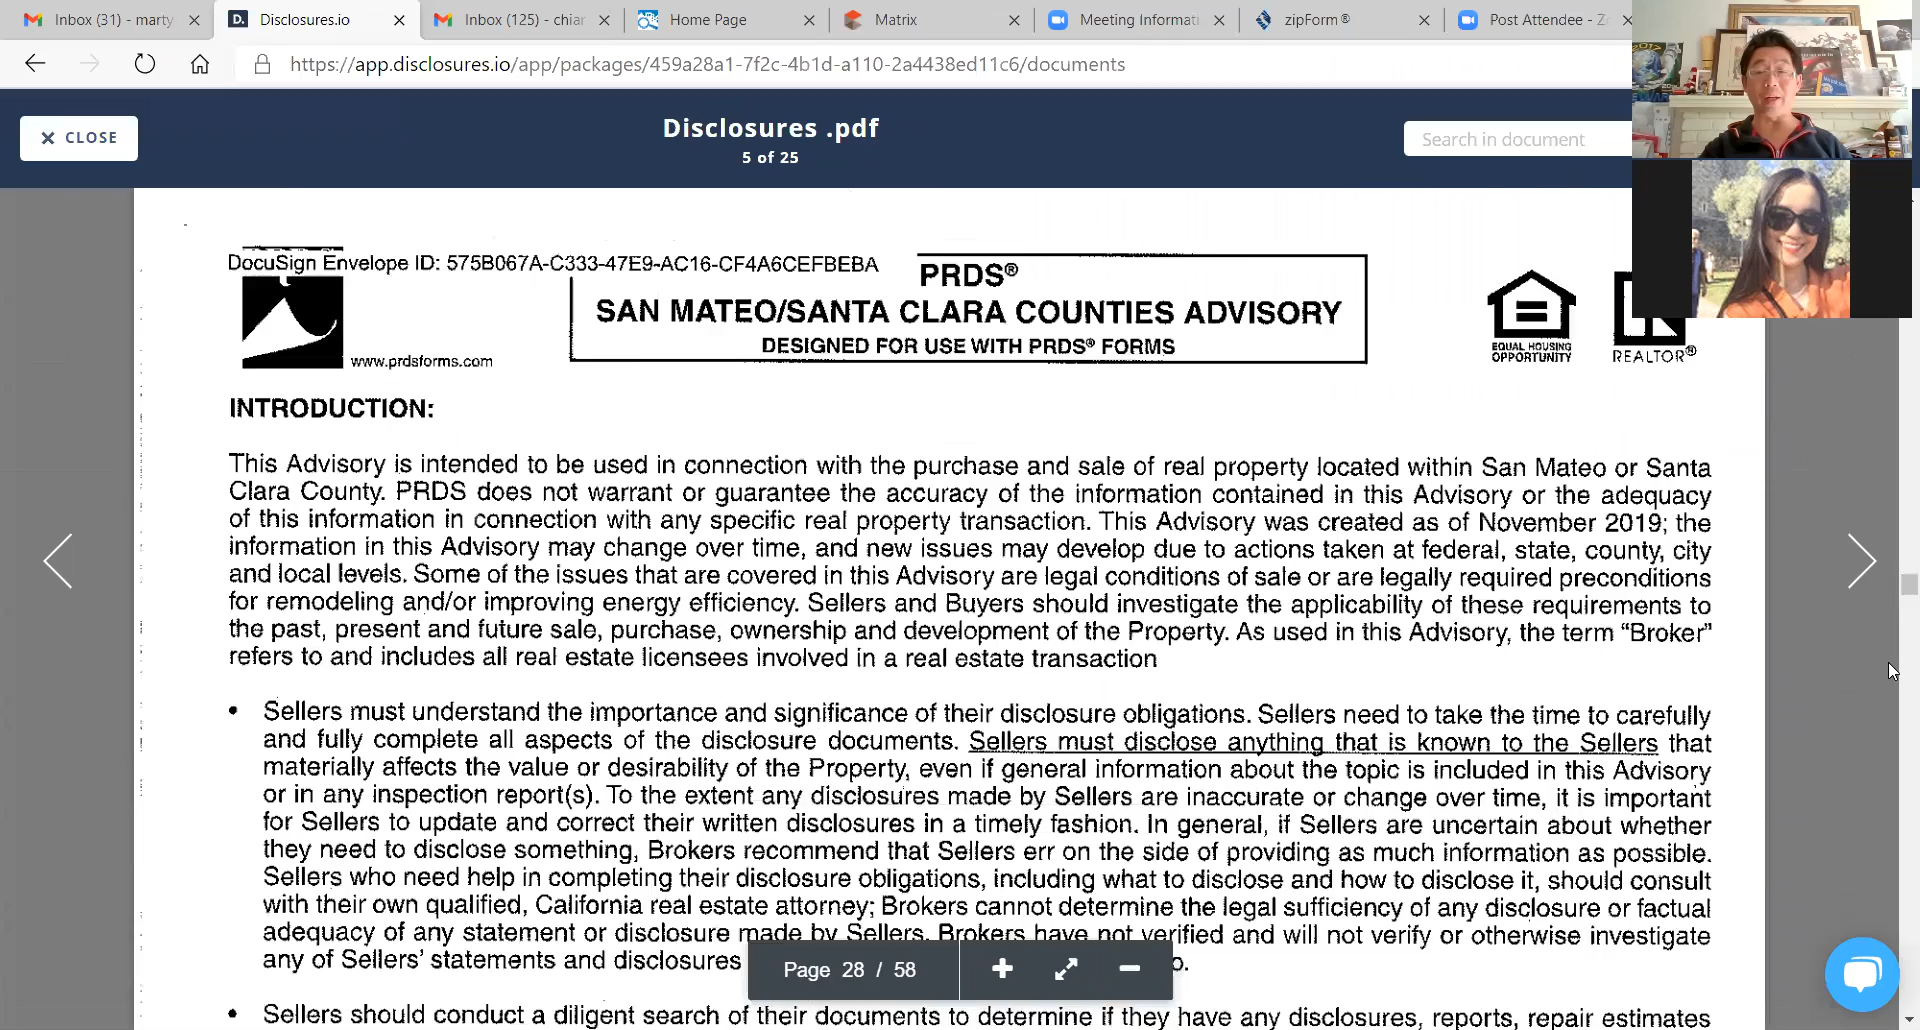 Inbox (31) - marty
Disclosures.io
Inbox (125) - chiar
Home Page
Matrix
Meeting Informati
zipForm®
Post Attendee - Z
https://app.disclosures.io/app/packages/459a28a1-7f2c-4b1d-a110-2a4438ed11c6/documents
CLOSE
Disclosures .pdf
5 of 25
Search in document
DocuSign Envelope ID: 575B067A-C333-47E9-AC16-CF4A6CEFBEBA
PRDS®
SAN MATEO/SANTA CLARA COUNTIES ADVISORY
DESIGNED FOR USE WITH PRDS® FORMS
www.prdsforms.com
EQUAL HOUSING
OPPORTUNITY
REALTOR®
INTRODUCTION:
This Advisory is intended to be used in connection with the purchase and sale of real property located within San Mateo or Santa
Clara County. PRDS does not warrant or guarantee the accuracy of the information contained in this Advisory or the adequacy
of this information in connection with any specific real property transaction. This Advisory was created as of November 2019; the
information in this Advisory may change over time, and new issues may develop due to actions taken at federal, state, county, city
and local levels. Some of the issues that are covered in this Advisory are legal conditions of sale or are legally required preconditions
for remodeling and/or improving energy efficiency. Sellers and Buyers should investigate the applicability of these requirements to
the past, present and future sale, purchase, ownership and development of the Property. As used in this Advisory, the term “Broker”
refers to and includes all real estate licensees involved in a real estate transaction
• Sellers must understand the importance and significance of their disclosure obligations. Sellers need to take the time to carefully
and fully complete all aspects of the disclosure documents. Sellers must disclose anything that is known to the Sellers that
materially affects the value or desirability of the Property, even if general information about the topic is included in this Advisory
or in any inspection report(s). To the extent any disclosures made by Sellers are inaccurate or change over time, it is important
for Sellers to update and correct their written disclosures in a timely fashion. In general, if Sellers are uncertain about whether
they need to disclose something, Brokers recommend that Sellers err on the side of providing as much information as possible.
Sellers who need help in completing their disclosure obligations, including what to disclose and how to disclose it, should consult
with their own qualified, California real estate attorney; Brokers cannot determine the legal sufficiency of any disclosure or factual
adequacy of any statement or disclosure made by Sellers. Brokers have not verified and will not verify or otherwise investigate
any of Sellers’ statements and disclosures
Page 28 / 58
• Sellers should conduct a diligent search of their documents to determine if they have any disclosures, reports, repair estimates